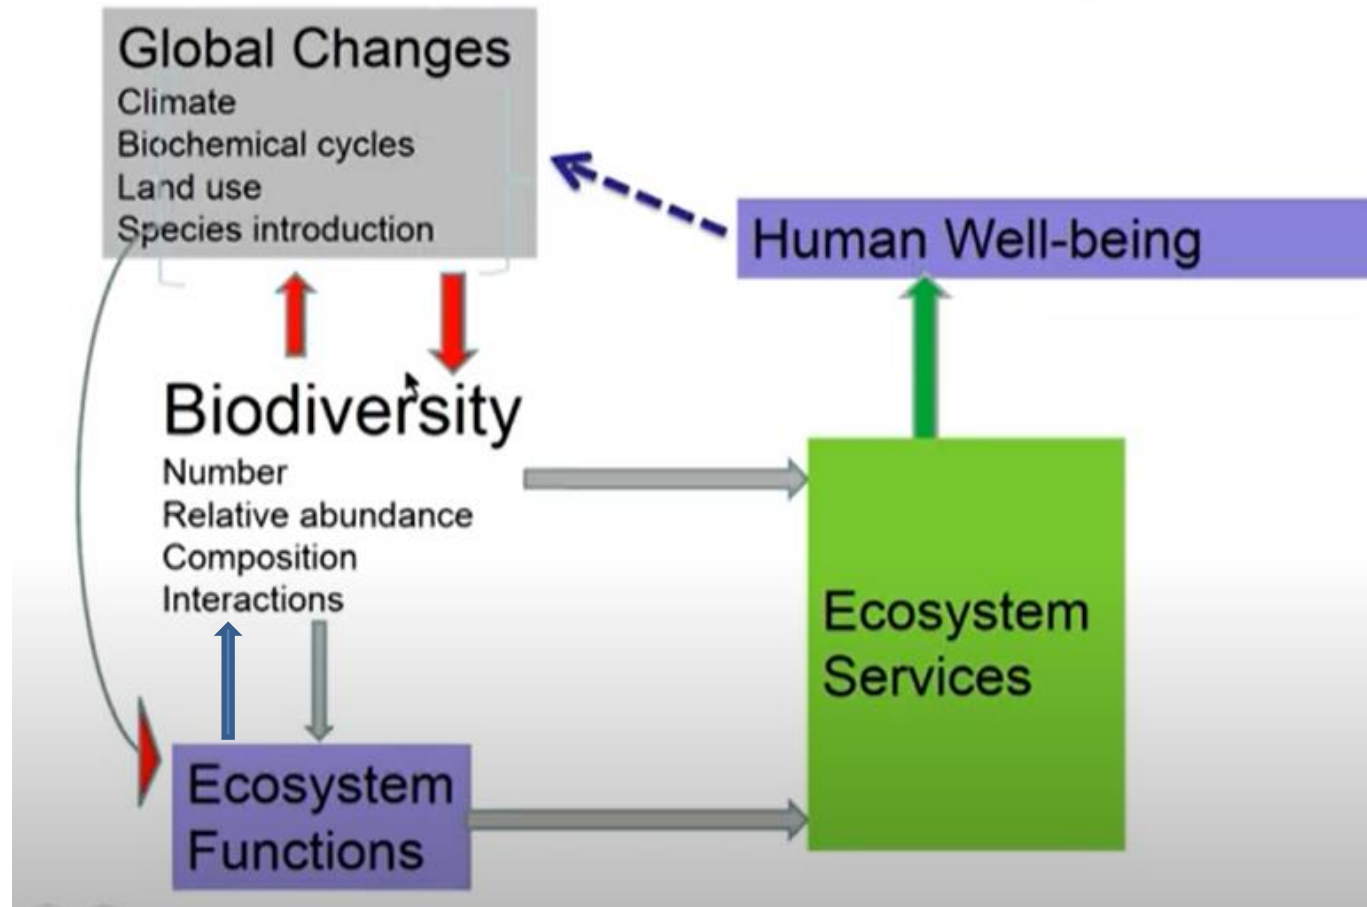 Global Changes
Climate
Biochemical cycles
Land use
Species introduction
Human Well-being
Biodiversity
Number
Relative abundance
Composition
Interactions
Ecosystem
Services
Ecosystem
Functions